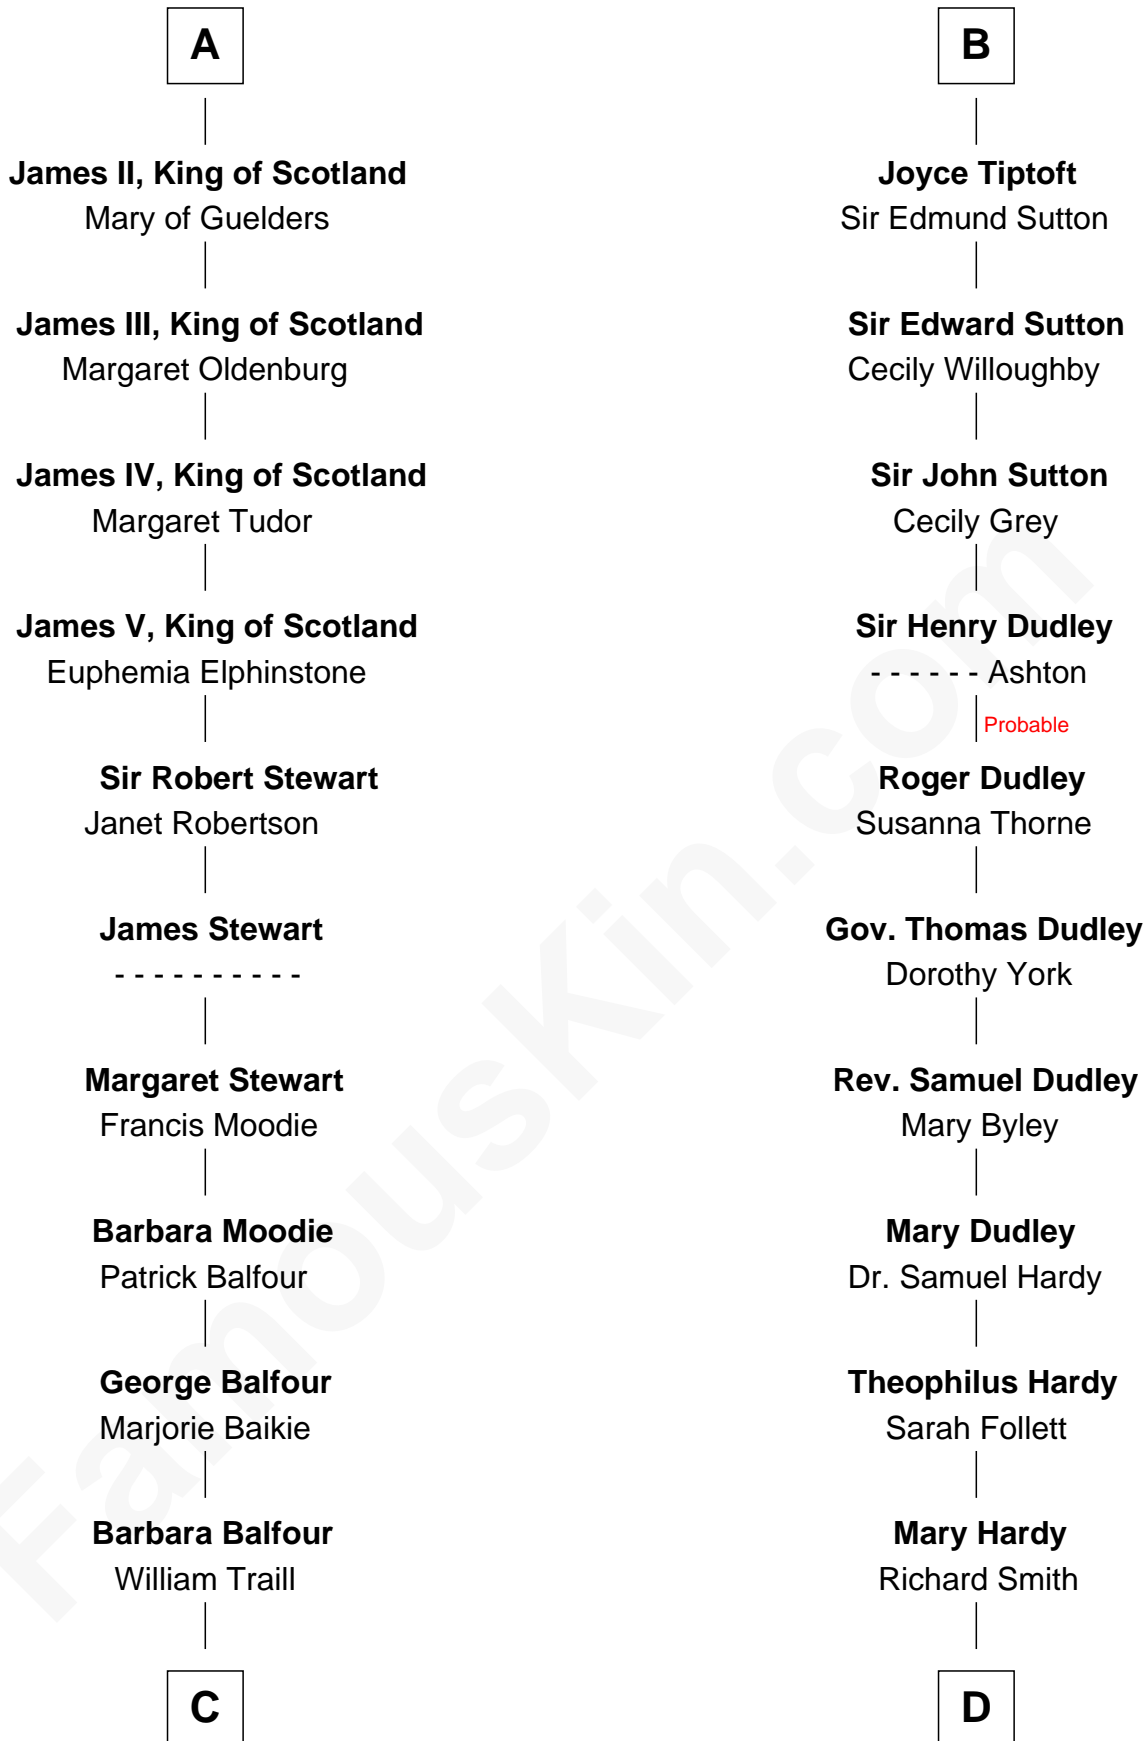 A
James II, King of Scotland
Mary of Guelders
James III, King of Scotland
Margaret Oldenburg
James IV, King of Scotland
Margaret Tudor
James V, King of Scotland
Euphemia Elphinstone
Sir Robert Stewart
Janet Robertson
James Stewart
- - - - - - - - - -
Margaret Stewart
Francis Moodie
Barbara Moodie
Patrick Balfour
George Balfour
Marjorie Baikie
Barbara Balfour
William Traill
C
B
Joyce Tiptoft
Sir Edmund Sutton
Sir Edward Sutton
Cecily Willoughby
Sir John Sutton
Cecily Grey
Sir Henry Dudley
- - - - - - Ashton
Probable
Roger Dudley
Susanna Thorne
Gov. Thomas Dudley
Dorothy York
Rev. Samuel Dudley
Mary Byley
Mary Dudley
Dr. Samuel Hardy
Theophilus Hardy
Sarah Follett
Mary Hardy
Richard Smith
D
FamousKin.com